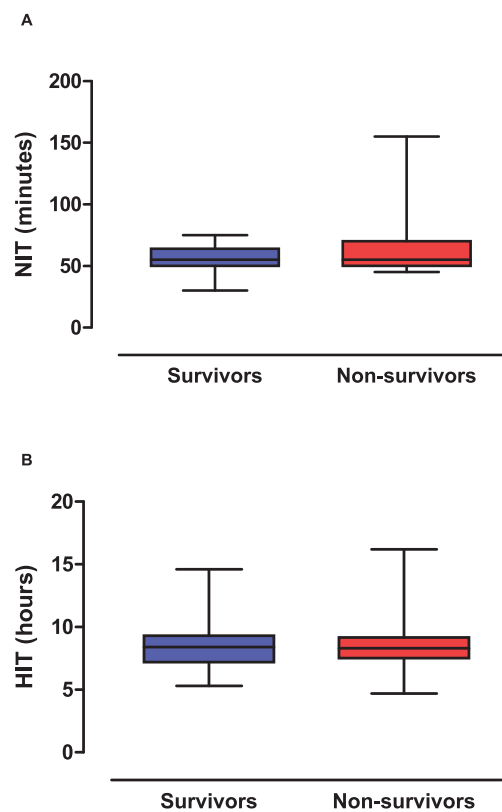 A
NIT (minutes)
200
150
100
50
0
Survivors
Non-survivors
B
HIT (hours)
20
15
10
5
0
Survivors
Non-survivors